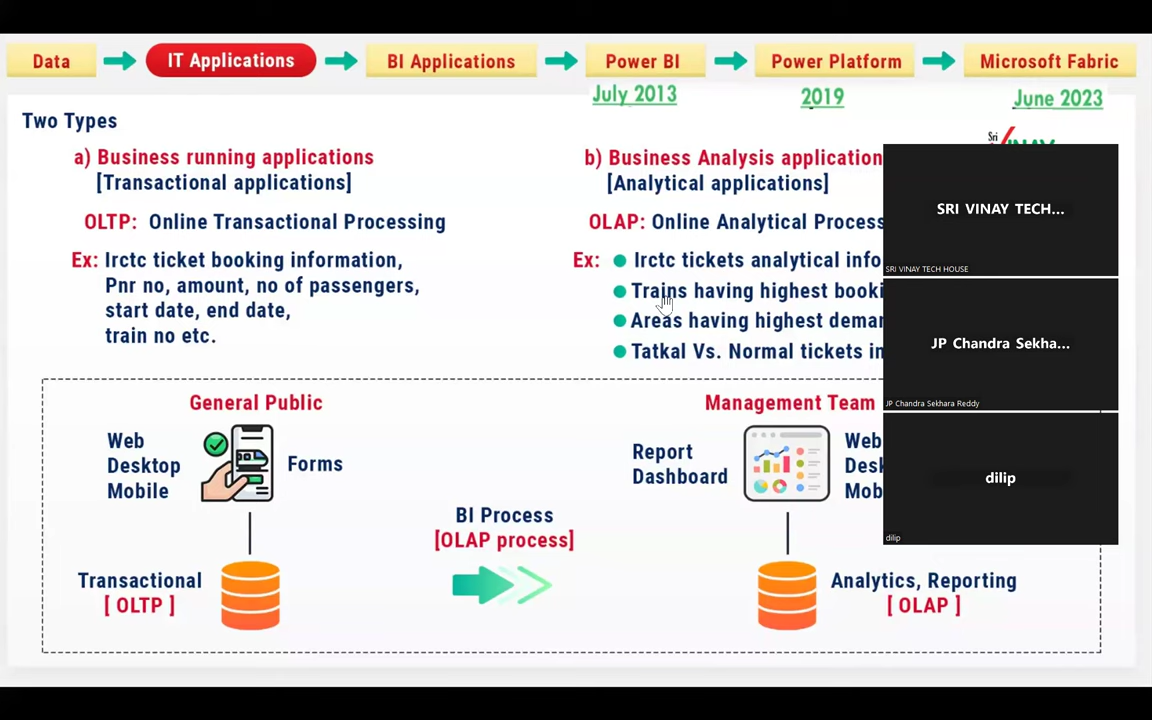 Data
IT Applications
BI Applications
Power BI
Power Platform
Microsoft Fabric
July 2013
2019
June 2023
Two Types
Sri
a) Business running applications
[Transactional applications]
OLTP: Online Transactional Processing
Ex: Irctc ticket booking information,
Pnr no, amount, no of passengers,
start date, end date,
train no etc.
b) Business Analysis application
[Analytical applications]
OLAP: Online Analytical Process
Ex: Irctc tickets analytical info
Trains having highest booki
Areas having highest deman
Tatkal Vs. Normal tickets in
SRI VINAY TECH...
SRI VINAY TECH HOUSE
JP Chandra Sekha...
JP Chandra Sekhara Reddy
dilip
dilip
General Public
Web
Desktop
Mobile
Forms
Transactional
[ OLTP ]
BI Process
[OLAP process]
Management Team
Report
Dashboard
Web
Desk
Mob
Analytics, Reporting
[ OLAP ]